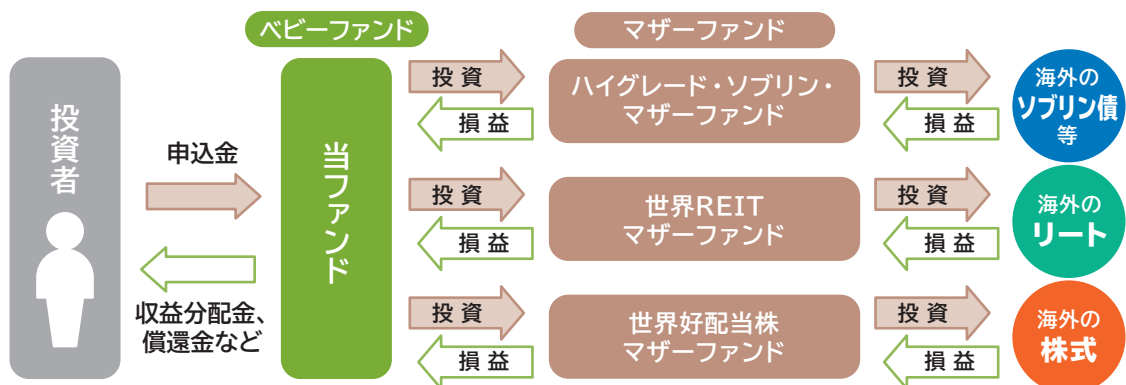 ベビーファンド
マザーファンド
投資者
申込金
収益分配金、
償還金など
当ファンド
投資
損益
ハイグレード・ソブリン・
マザーファンド
投資
損益
海外の
ソブリン債
等
投資
損益
世界REIT
マザーファンド
投資
損益
海外の
リート
投資
損益
世界好配当株
マザーファンド
投資
損益
海外の
株式